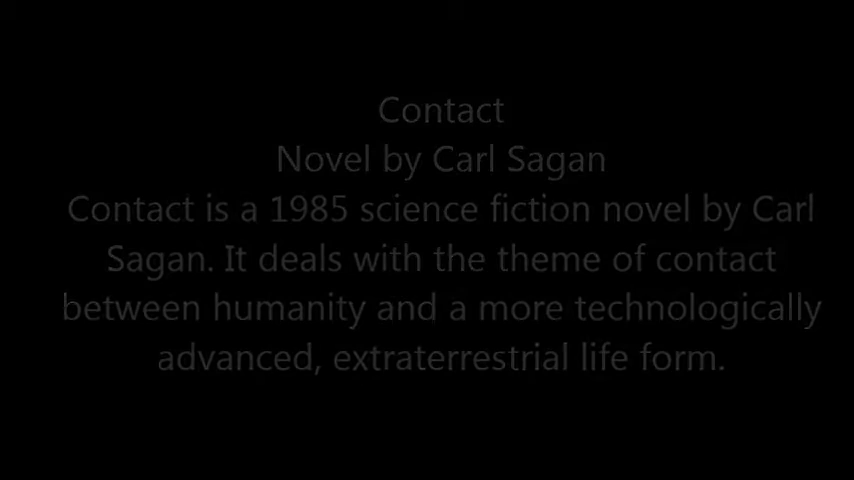 Contact
Novel by Carl Sagan
Contact is a 1985 science fiction novel by Carl
Sagan. It deals with the theme of contact
between humanity and a more technologically
advanced, extraterrestrial life form.